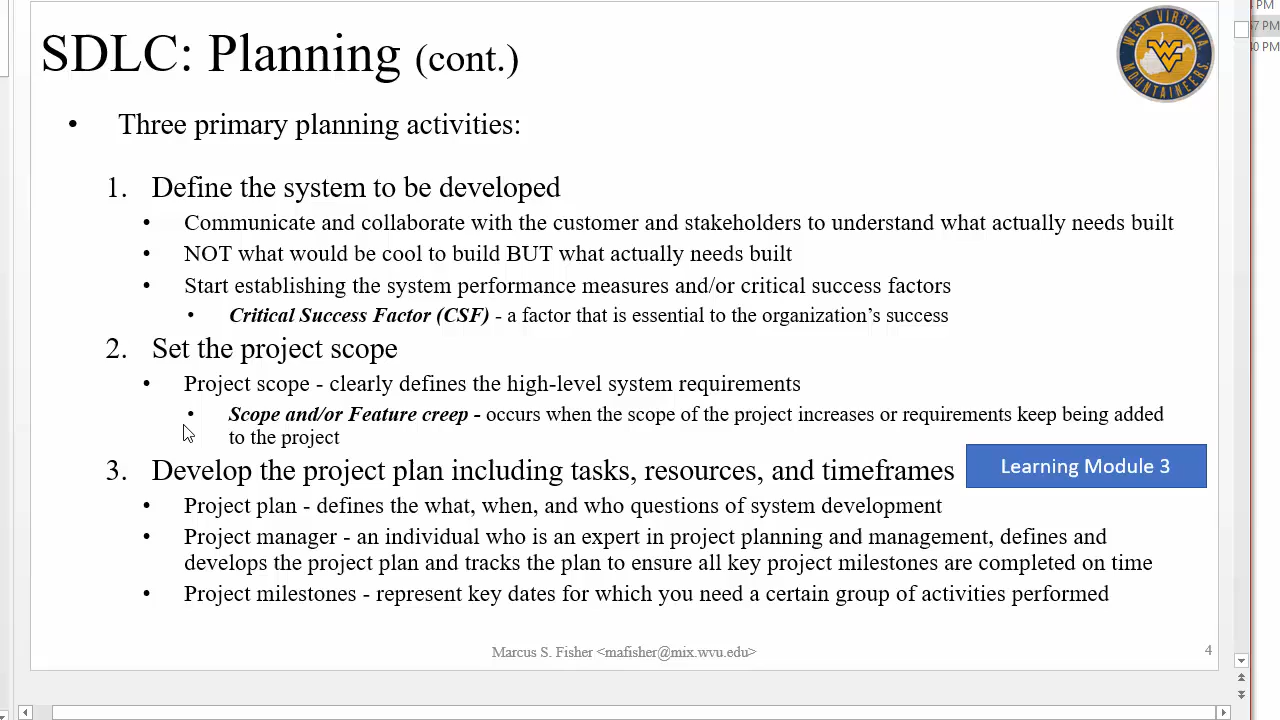 SDLC: Planning (cont.)
WEST VIRGINIA
MOUNTAINEERS
PM
57 PM
40 PM
• Three primary planning activities:
1. Define the system to be developed
• Communicate and collaborate with the customer and stakeholders to understand what actually needs built
• NOT what would be cool to build BUT what actually needs built
• Start establishing the system performance measures and/or critical success factors
• Critical Success Factor (CSF) - a factor that is essential to the organization’s success
2. Set the project scope
• Project scope - clearly defines the high-level system requirements
• Scope and/or Feature creep - occurs when the scope of the project increases or requirements keep being added
to the project
3. Develop the project plan including tasks, resources, and timeframes
Learning Module 3
• Project plan - defines the what, when, and who questions of system development
• Project manager - an individual who is an expert in project planning and management, defines and
develops the project plan and tracks the plan to ensure all key project milestones are completed on time
• Project milestones - represent key dates for which you need a certain group of activities performed
Marcus S. Fisher <mafisher@mix.wvu.edu>
4